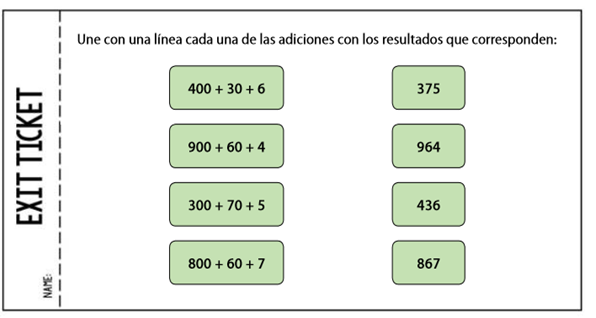 EXIT TICKET
NAME:
Une con una línea cada una de las adiciones con los resultados que corresponden:
400 + 30 + 6 375
900 + 60 + 4 964
300 + 70 + 5 436
800 + 60 + 7 867